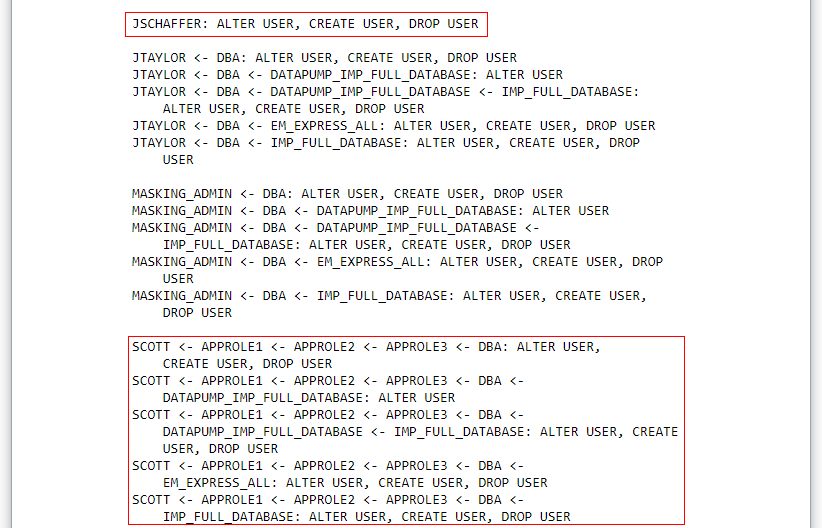 JSCHAFFER: ALTER USER, CREATE USER, DROP USER
JTAYLOR <- DBA: ALTER USER, CREATE USER, DROP USER
JTAYLOR <- DBA <- DATAPUMP_IMP_FULL_DATABASE: ALTER USER
JTAYLOR <- DBA <- DATAPUMP_IMP_FULL_DATABASE <- IMP_FULL_DATABASE:
ALTER USER, CREATE USER, DROP USER
JTAYLOR <- DBA <- EM_EXPRESS_ALL: ALTER USER, CREATE USER, DROP USER
JTAYLOR <- DBA <- IMP_FULL_DATABASE: ALTER USER, CREATE USER, DROP
USER
MASKING_ADMIN <- DBA: ALTER USER, CREATE USER, DROP USER
MASKING_ADMIN <- DBA <- DATAPUMP_IMP_FULL_DATABASE: ALTER USER
MASKING_ADMIN <- DBA <- DATAPUMP_IMP_FULL_DATABASE <-
IMP_FULL_DATABASE: ALTER USER, CREATE USER, DROP USER
MASKING_ADMIN <- DBA <- EM_EXPRESS_ALL: ALTER USER, CREATE USER, DROP
USER
MASKING_ADMIN <- DBA <- IMP_FULL_DATABASE: ALTER USER, CREATE USER,
DROP USER
SCOTT <- APPROLE1 <- APPROLE2 <- APPROLE3 <- DBA: ALTER USER,
CREATE USER, DROP USER
SCOTT <- APPROLE1 <- APPROLE2 <- APPROLE3 <- DBA <-
DATAPUMP_IMP_FULL_DATABASE: ALTER USER
SCOTT <- APPROLE1 <- APPROLE2 <- APPROLE3 <- DBA <-
DATAPUMP_IMP_FULL_DATABASE <- IMP_FULL_DATABASE: ALTER USER, CREATE
USER, DROP USER
SCOTT <- APPROLE1 <- APPROLE2 <- APPROLE3 <- DBA <-
EM_EXPRESS_ALL: ALTER USER, CREATE USER, DROP USER
SCOTT <- APPROLE1 <- APPROLE2 <- APPROLE3 <- DBA <-
IMP_FULL_DATABASE: ALTER USER, CREATE USER, DROP USER